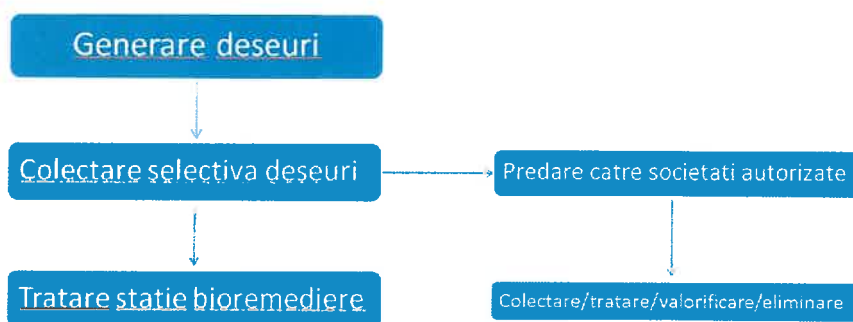 Generare deseuri
Colectare selectiva deseuri
Predare catre societati autorizate
Tratare statie bioremediere
Colectare/tratare/valorificare/eliminare